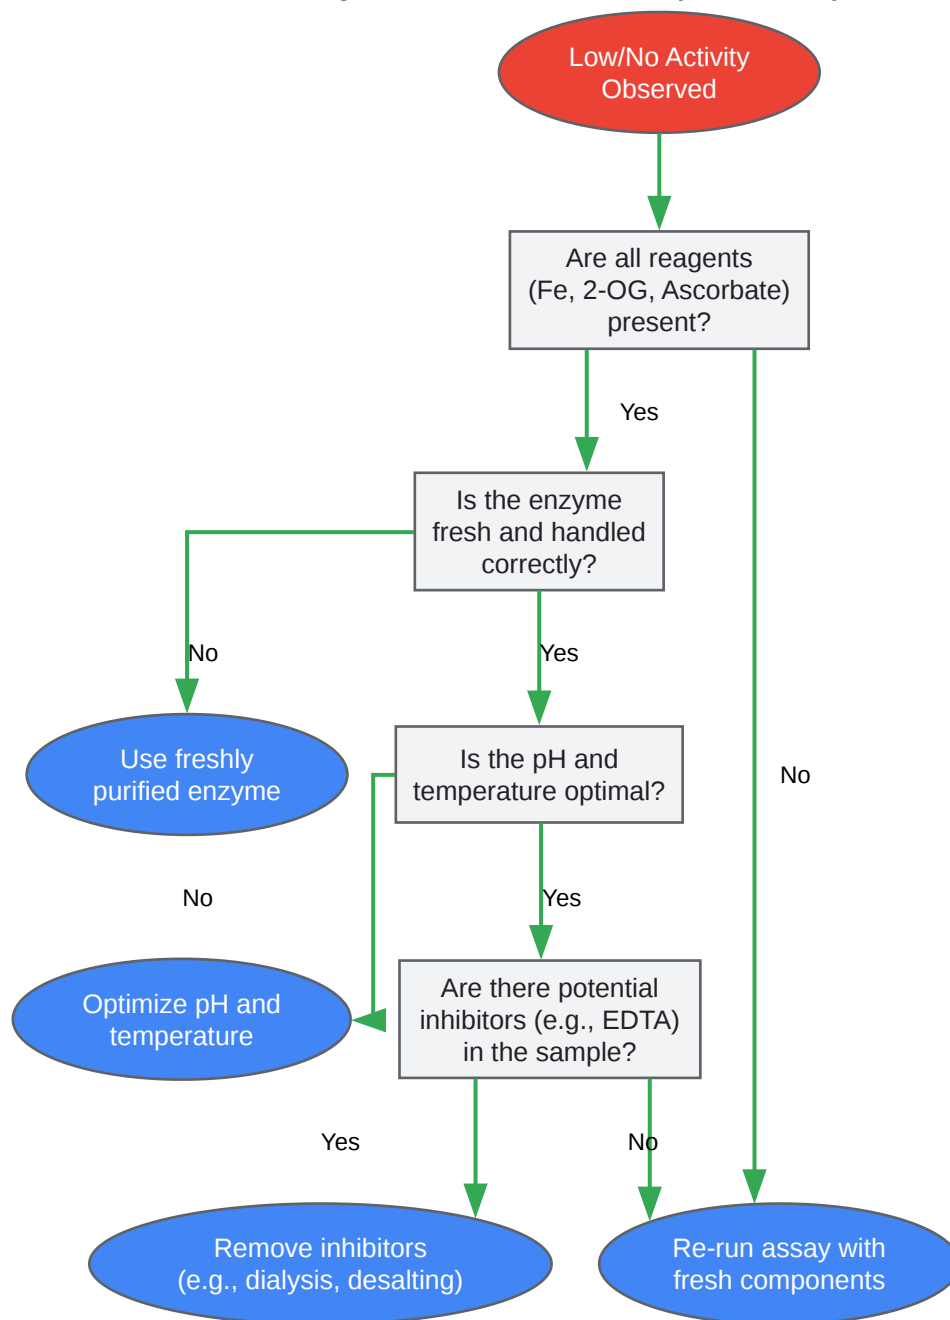 Low/No Activity
Observed
Are all reagents
(Fe, 2-OG, Ascorbate)
present?
Yes
Is the enzyme
fresh and handled
correctly?
No
Yes
Use freshly
purified enzyme
Is the pH and
temperature optimal?
No
No
Yes
Optimize pH and
temperature
Are there potential
inhibitors (e.g., EDTA)
in the sample?
Yes
No
Remove inhibitors
(e.g., dialysis, desalting)
Re-run assay with
fresh components